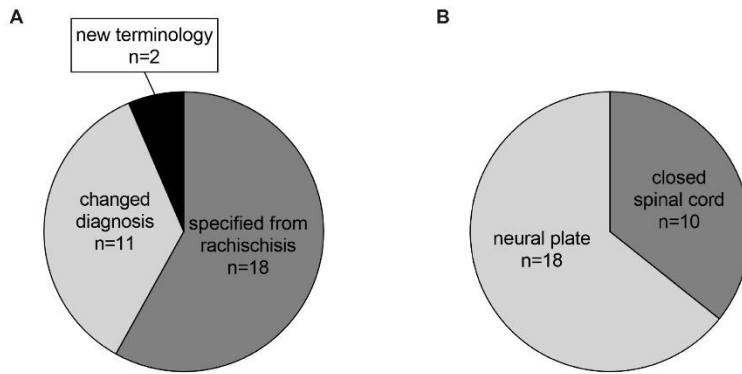 A
new terminology
n=2
changed
diagnosis
n=11
specified from
rachischisis
n=18
B
closed
spinal cord
n=10
neural plate
n=18